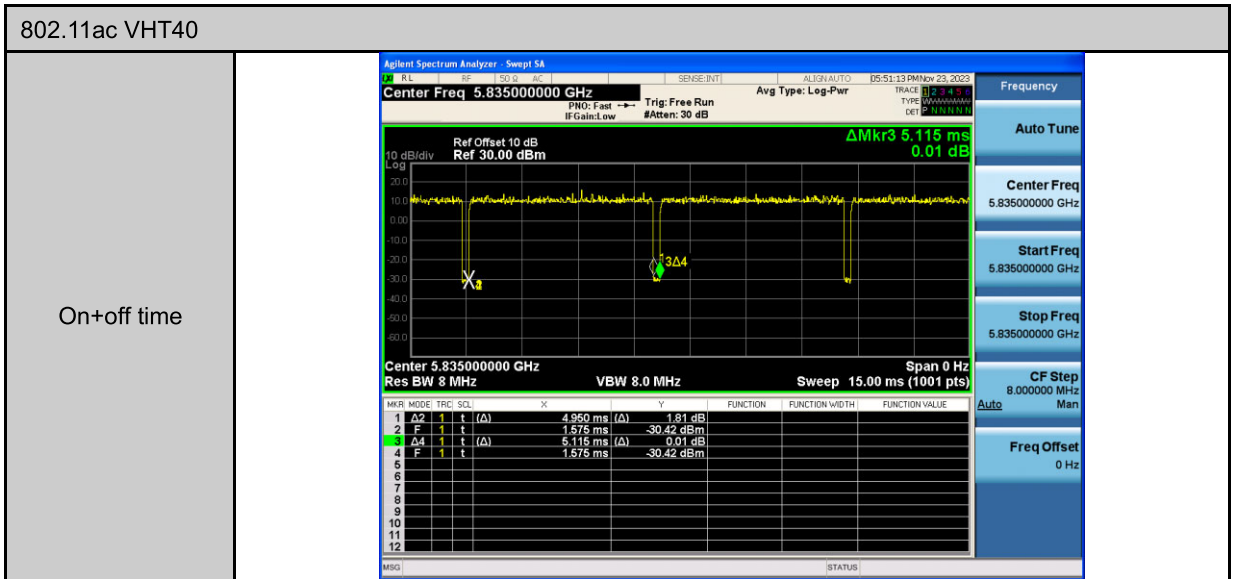 802.11ac VHT40
On+off time
Agilent Spectrum Analyzer - Swept SA
LXI RL RF 50 Ω AC SENSE:INT ALIGN AUTO 05:51:13 PM Nov 23, 2023
Center Freq 5.835000000 GHz
PNO: Fast
IFGain:Low
Trig: Free Run
#Atten: 30 dB
Avg Type: Log-Pwr
TRACE 1 2 3 4 5 6
TYPE WWWWWW
DET P N N N N N
ΔMkr3 5.115 ms
0.01 dB
Ref Offset 10 dB
10 dB/div Ref 30.00 dBm
Log
20.0
10.0
0.00
-10.0
-20.0
-30.0
-40.0
-50.0
-60.0
3Δ4
Center 5.835000000 GHz Span 0 Hz
Res BW 8 MHz VBW 8.0 MHz Sweep 15.00 ms (1001 pts)
MKR MODE TRC SCL X Y FUNCTION FUNCTION WIDTH FUNCTION VALUE
1 Δ2 1 t (Δ) 4.950 ms (Δ) 1.81 dB
2 F 1 t 1.575 ms -30.42 dBm
3 Δ4 1 t (Δ) 5.115 ms (Δ) 0.01 dB
4 F 1 t 1.575 ms -30.42 dBm
5
6
7
8
9
10
11
12
MSG STATUS
Frequency
Auto Tune
Center Freq
5.835000000 GHz
Start Freq
5.835000000 GHz
Stop Freq
5.835000000 GHz
CF Step
8.000000 MHz
Auto Man
Freq Offset
0 Hz